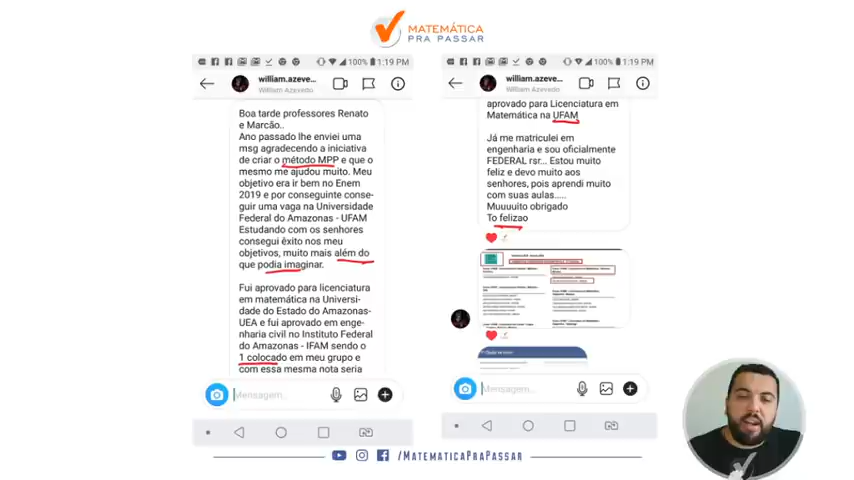 MATEMÁTICA
PRA PASSAR
100% 1:19 PM
william.azeve...
William Azevedo
Boa tarde professores Renato
e Marcão..
Ano passado lhe enviei uma
msg agradecendo a iniciativa
de criar o método MPP e que o
mesmo me ajudou muito. Meu
objetivo era ir bem no Enem
2019 e por conseguinte conse-
guir uma vaga na Universidade
Federal do Amazonas - UFAM
Estudando com os senhores
consegui êxito nos meu
objetivos, muito mais além do
que podia imaginar.
Fui aprovado para licenciatura
em matemática na Universi-
dade do Estado do Amazonas-
UEA e fui aprovado em enge-
nharia civil no Instituto Federal
do Amazonas - IFAM sendo o
1 colocado em meu grupo e
com essa mesma nota seria
Mensagem...
100% 1:19 PM
william.azeve...
William Azevedo
aprovado para Licenciatura em
Matemática na UFAM
Já me matriculei em
engenharia e sou oficialmente
FEDERAL rsr... Estou muito
feliz e devo muito aos
senhores, pois aprendi muito
com suas aulas.....
Muuuuito obrigado
To felizao
Mensagem...
/MatematicaPraPassar